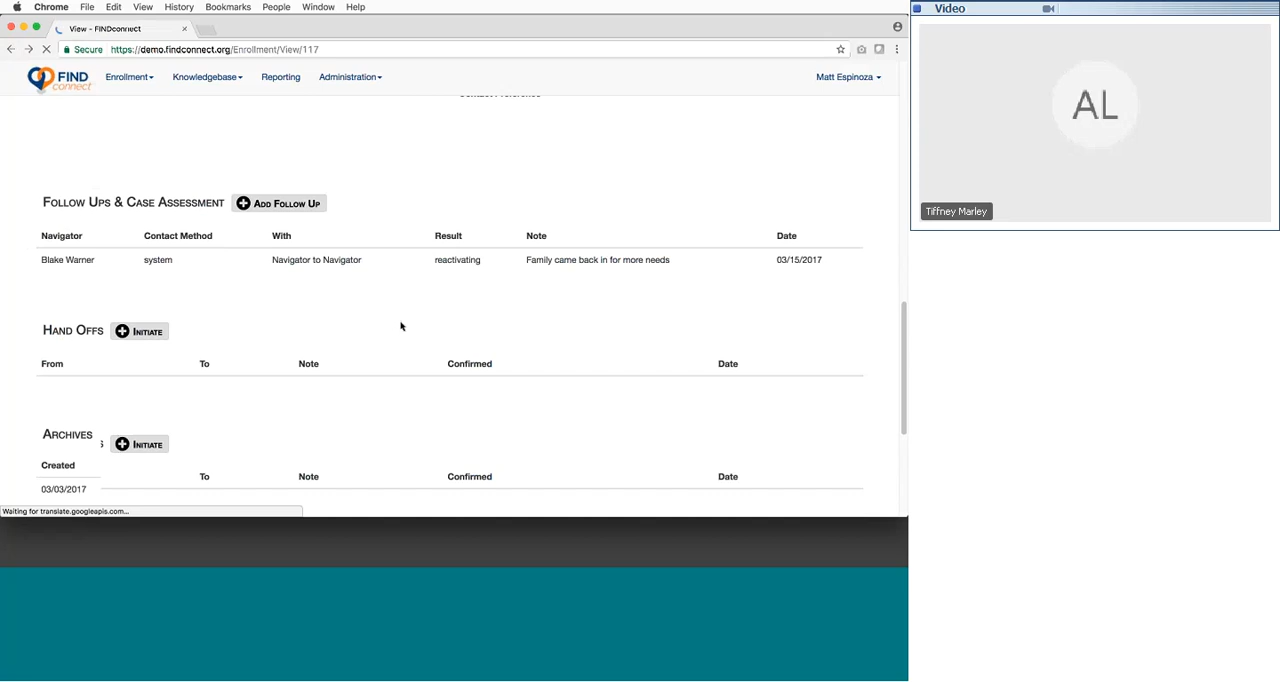 Chrome File Edit View History Bookmarks People Window Help
Video
View - FINDconnect
Secure https://demo.findconnect.org/Enrollment/View/117
FIND connect Enrollment Knowledgebase Reporting Administration Matt Espinoza
Contact Preference
AL
Tiffney Marley
Follow Ups & Case Assessment Add Follow Up
Navigator Contact Method With Result Note Date
Blake Warner system Navigator to Navigator reactivating Family came back in for more needs 03/15/2017
Hand Offs Initiate
From To Note Confirmed Date
Archives s Initiate
Created
To Note Confirmed Date
03/03/2017
Waiting for translate.googleapis.com...